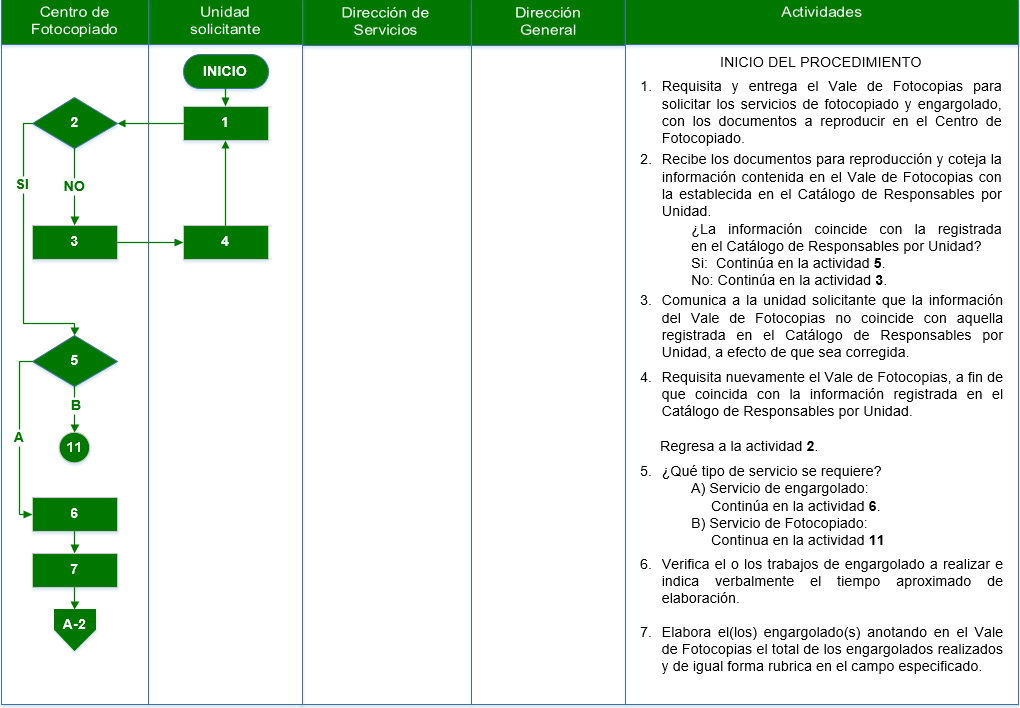 Centro de
Fotocopiado
Unidad
solicitante
Dirección de
Servicios
Dirección
General
Actividades
INICIO
1
2
SI
NO
3
4
5
B
A
11
6
7
A-2
INICIO DEL PROCEDIMIENTO
1. Requisita y entrega el Vale de Fotocopias para
solicitar los servicios de fotocopiado y engargolado,
con los documentos a reproducir en el Centro de
Fotocopiado.
2. Recibe los documentos para reproducción y coteja la
información contenida en el Vale de Fotocopias con
la establecida en el Catálogo de Responsables por
Unidad.
¿La información coincide con la registrada
en el Catálogo de Responsables por Unidad?
Si: Continúa en la actividad 5.
No: Continúa en la actividad 3.
3. Comunica a la unidad solicitante que la información
del Vale de Fotocopias no coincide con aquella
registrada en el Catálogo de Responsables por
Unidad, a efecto de que sea corregida.
4. Requisita nuevamente el Vale de Fotocopias, a fin de
que coincida con la información registrada en el
Catálogo de Responsables por Unidad.
Regresa a la actividad 2.
5. ¿Qué tipo de servicio se requiere?
A) Servicio de engargolado:
Continúa en la actividad 6.
B) Servicio de Fotocopiado:
Continua en la actividad 11
6. Verifica el o los trabajos de engargolado a realizar e
indica verbalmente el tiempo aproximado de
elaboración.
7. Elabora el(los) engargolado(s) anotando en el Vale
de Fotocopias el total de los engargolados realizados
y de igual forma rubrica en el campo especificado.